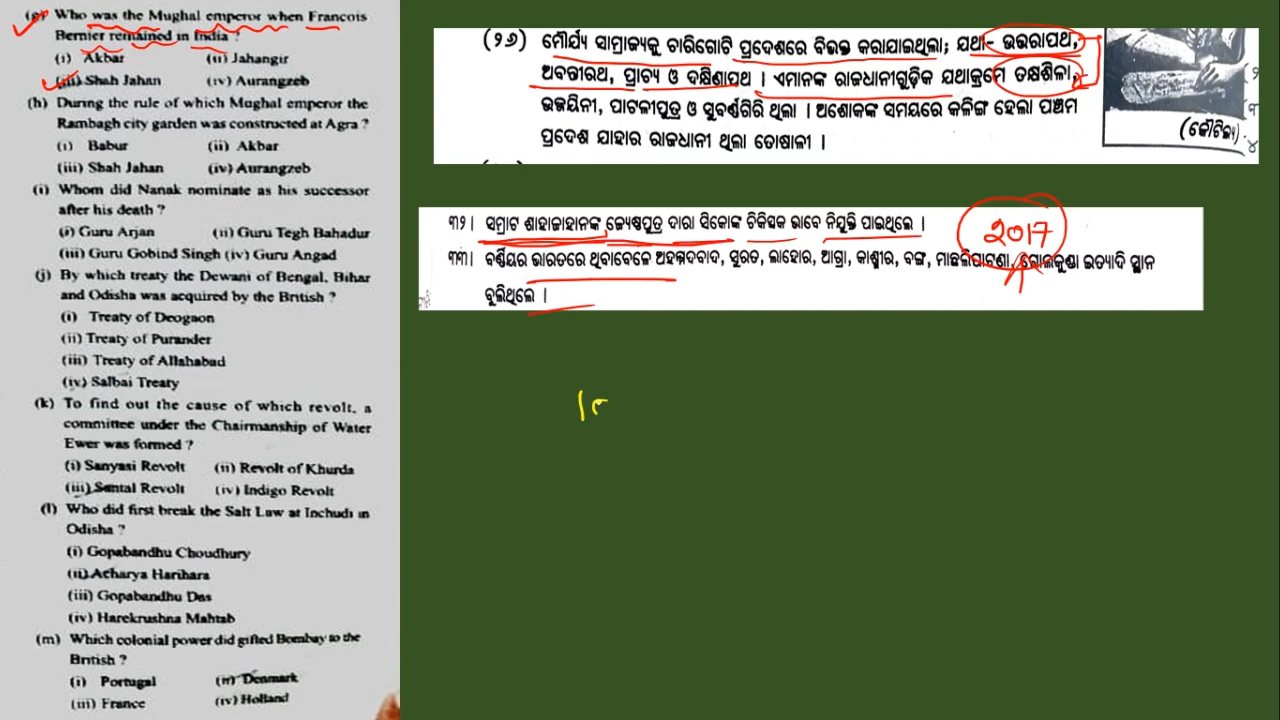 (g) Who was the Mughal emperor when Francois
Bernier remained in India ?
(i) Akbar (ii) Jahangir
(iii) Shah Jahan (iv) Aurangzeb
(h) During the rule of which Mughal emperor the
Rambagh city garden was constructed at Agra ?
(i) Babur (ii) Akbar
(iii) Shah Jahan (iv) Aurangzeb
(i) Whom did Nanak nominate as his successor
after his death ?
(i) Guru Arjan (ii) Guru Tegh Bahadur
(iii) Guru Gobind Singh (iv) Guru Angad
(j) By which treaty the Dewani of Bengal, Bihar
and Odisha was acquired by the British ?
(i) Treaty of Deogaon
(ii) Treaty of Purander
(iii) Treaty of Allahabad
(iv) Salbai Treaty
(k) To find out the cause of which revolt, a
committee under the Chairmanship of Water
Ewer was formed ?
(i) Sanyasi Revolt (ii) Revolt of Khurda
(iii) Santal Revolt (iv) Indigo Revolt
(l) Who did first break the Salt Law at Inchudi in
Odisha ?
(i) Gopabandhu Choudhury
(ii) Acharya Harihara
(iii) Gopabandhu Das
(iv) Harekrushna Mahtab
(m) Which colonial power did gifted Bombay to the
British ?
(i) Portugal (ii) Denmark
(iii) France (iv) Holland
(୨୬) ମୌର୍ଯ୍ୟ ସାମ୍ରାଜ୍ୟକୁ ଚାରିଗୋଟି ପ୍ରଦେଶରେ ବିଭକ୍ତ କରାଯାଇଥିଲା; ଯଥା- ଉତ୍ତରାପଥ,
ଅବନ୍ତୀରଥ, ପ୍ରାଚ୍ୟ ଓ ଦକ୍ଷିଣାପଥ । ଏମାନଙ୍କ ରାଜଧାନୀଗୁଡ଼ିକ ଯଥାକ୍ରମେ ତକ୍ଷଶିଳା,
ଉଜ୍ଜୟିନୀ, ପାଟଳୀପୁତ୍ର ଓ ସୁବର୍ଣ୍ଣଗିରି ଥିଲା । ଅଶୋକଙ୍କ ସମୟରେ କଳିଙ୍ଗ ହେଲା ପଞ୍ଚମ
ପ୍ରଦେଶ ଯାହାର ରାଜଧାନୀ ଥିଲା ତୋଷାଳୀ ।
(କୌଟିଲ୍ୟ)
୩୨। ସମ୍ରାଟ ଶାହାଜାହାନଙ୍କ ଜ୍ୟେଷ୍ଠପୁତ୍ର ଦାରା ସିକୋଙ୍କ ଚିକିତ୍ସକ ଭାବେ ନିଯୁକ୍ତି ପାଇଥିଲେ ।
2017
୩୩। ବର୍ଣ୍ଣିୟର ଭାରତରେ ଥିବାବେଳେ ଅହମ୍ମଦବାଦ, ସୁରତ, ଲାହୋର, ଆଗ୍ରା, କାଶ୍ମୀର, ବଙ୍ଗ, ମାଛଲିପାଟଣା, ଗୋଲକୁଣ୍ଡା ଇତ୍ୟାଦି ସ୍ଥାନ
ବୁଲିଥିଲେ ।